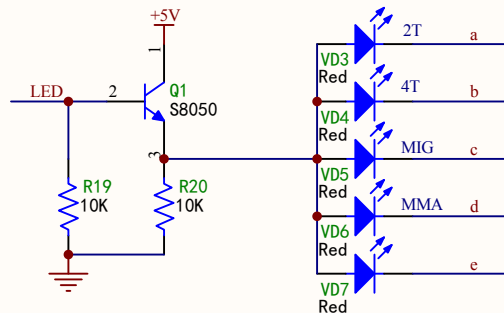 +5V
1
LED
2
Q1
S8050
3
R19
10K
R20
10K
VD3
Red
2T
a
VD4
Red
4T
b
VD5
Red
MIG
c
VD6
Red
MMA
d
VD7
Red
e